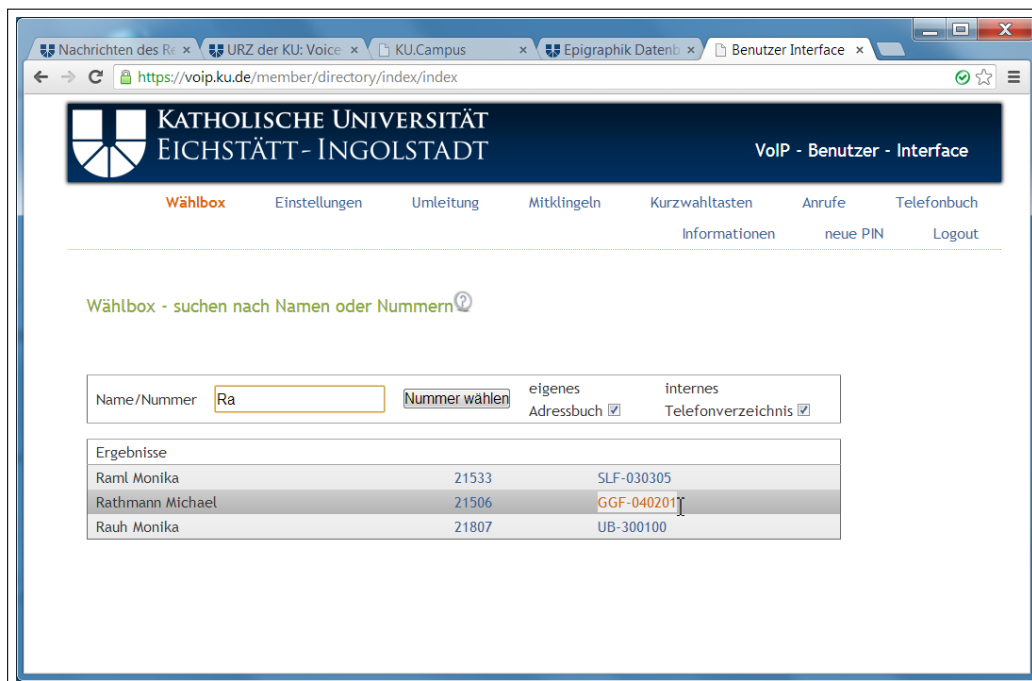 Nachrichten des Re × URZ der KU: Voice × KU.Campus × Epigraphik Datenb × Benutzer Interface ×
https://voip.ku.de/member/directory/index/index
KATHOLISCHE UNIVERSITÄT
EICHSTÄTT-INGOLSTADT
VoIP - Benutzer - Interface
Wählbox Einstellungen Umleitung Mitklingeln Kurzwahltasten Anrufe Telefonbuch
Informationen neue PIN Logout
Wählbox - suchen nach Namen oder Nummern
Name/Nummer Ra Nummer wählen eigenes Adressbuch internes Telefonverzeichnis
Ergebnisse
Raml Monika 21533 SLF-030305
Rathmann Michael 21506 GGF-040201
Rauh Monika 21807 UB-300100